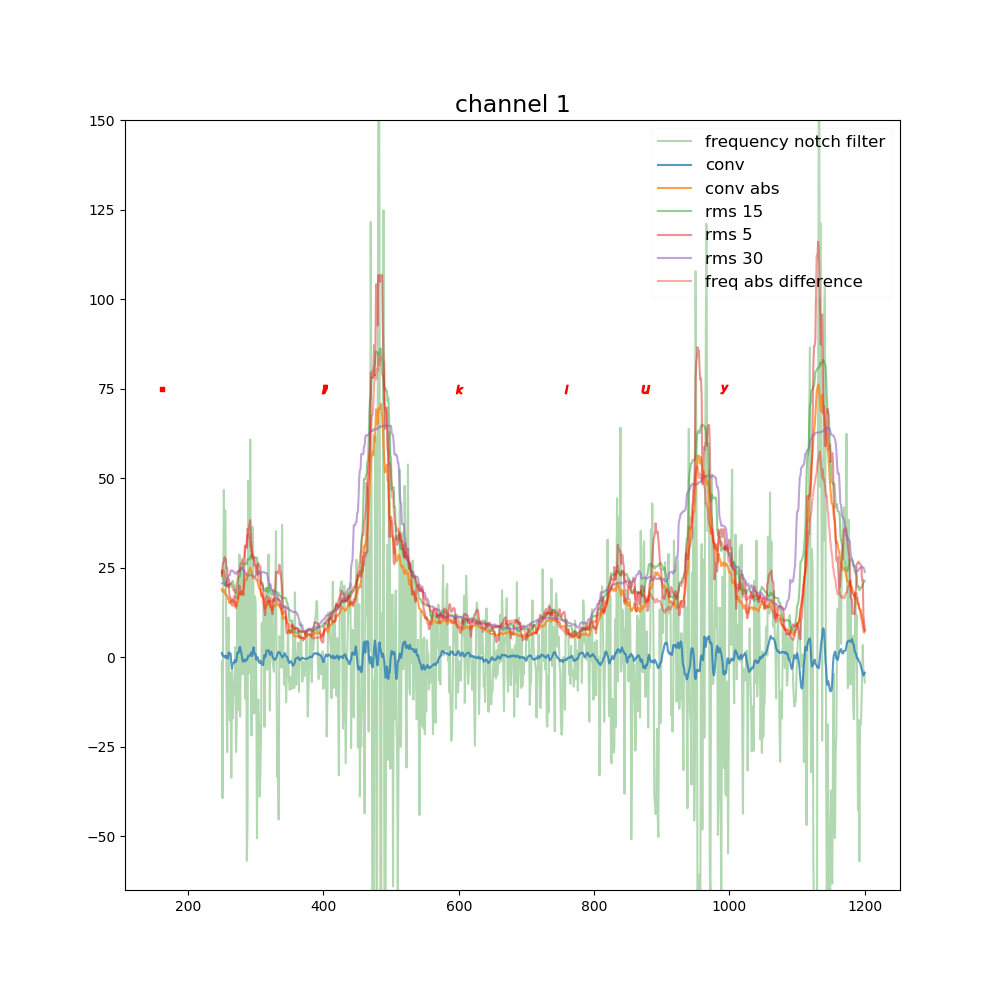 channel 1
150
125
100
75
50
25
0
−25
−50
frequency notch filter
conv
conv abs
rms 15
rms 5
rms 30
freq abs difference
. , k l u y
200 400 600 800 1000 1200